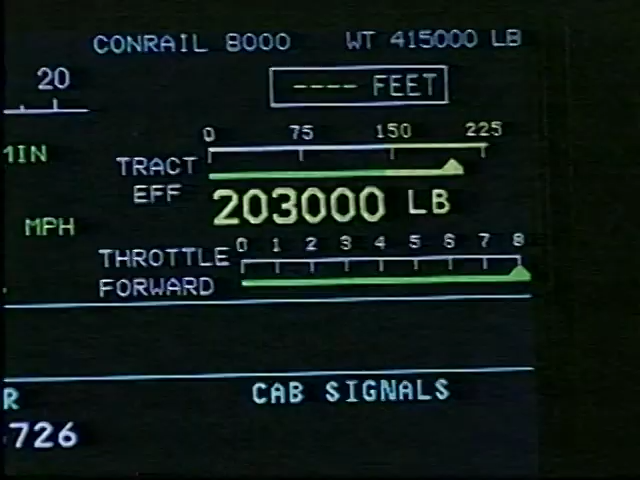 CONRAIL 8000 WT 415000 LB
20
---- FEET
0 75 150 225
MIN
TRACT
EFF
203000 LB
MPH
0 1 2 3 4 5 6 7 8
THROTTLE
FORWARD
CAB SIGNALS
R
726